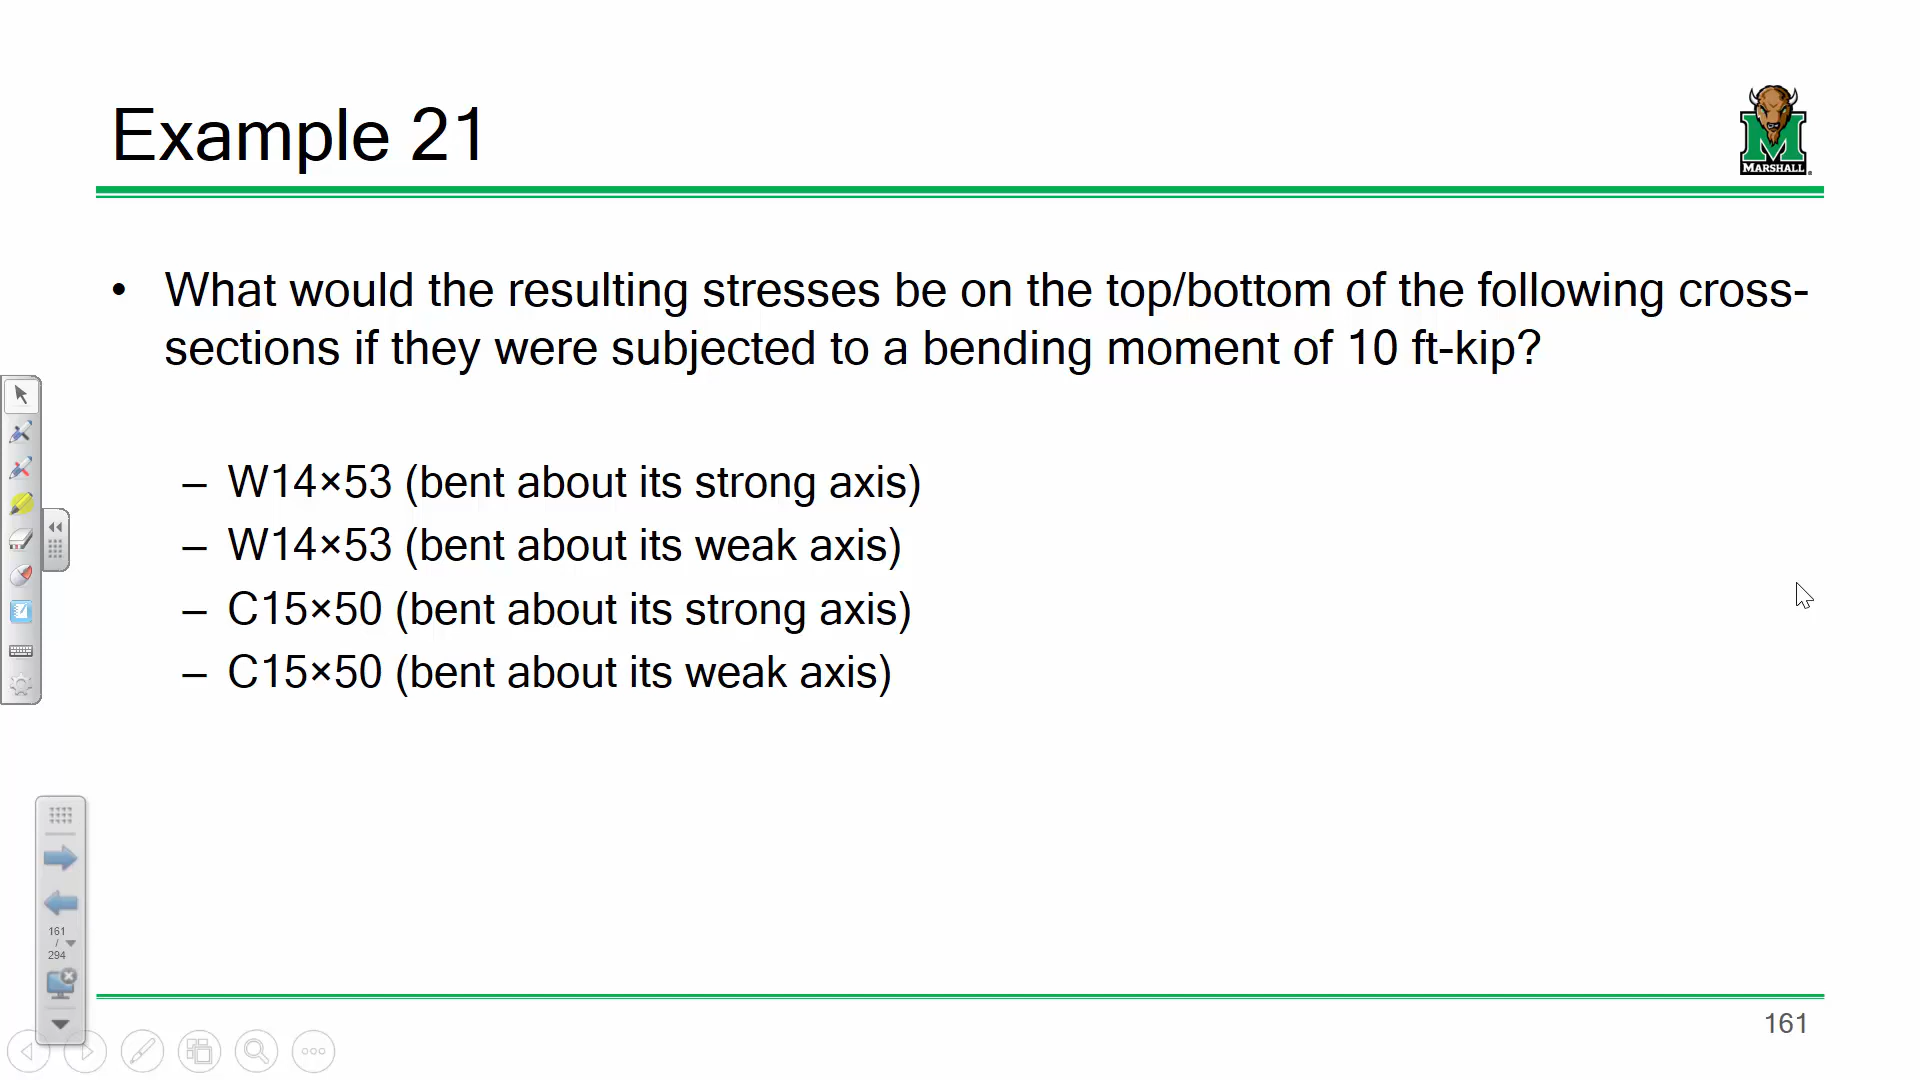 Example 21
MARSHALL
• What would the resulting stresses be on the top/bottom of the following cross-
sections if they were subjected to a bending moment of 10 ft-kip?
– W14×53 (bent about its strong axis)
– W14×53 (bent about its weak axis)
– C15×50 (bent about its strong axis)
– C15×50 (bent about its weak axis)
161
/
294
161